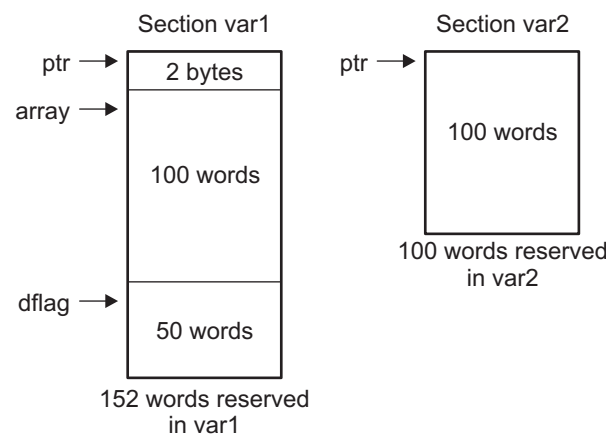 Section var1
ptr
2 bytes
array
100 words
dflag
50 words
152 words reserved
in var1
Section var2
ptr
100 words
100 words reserved
in var2